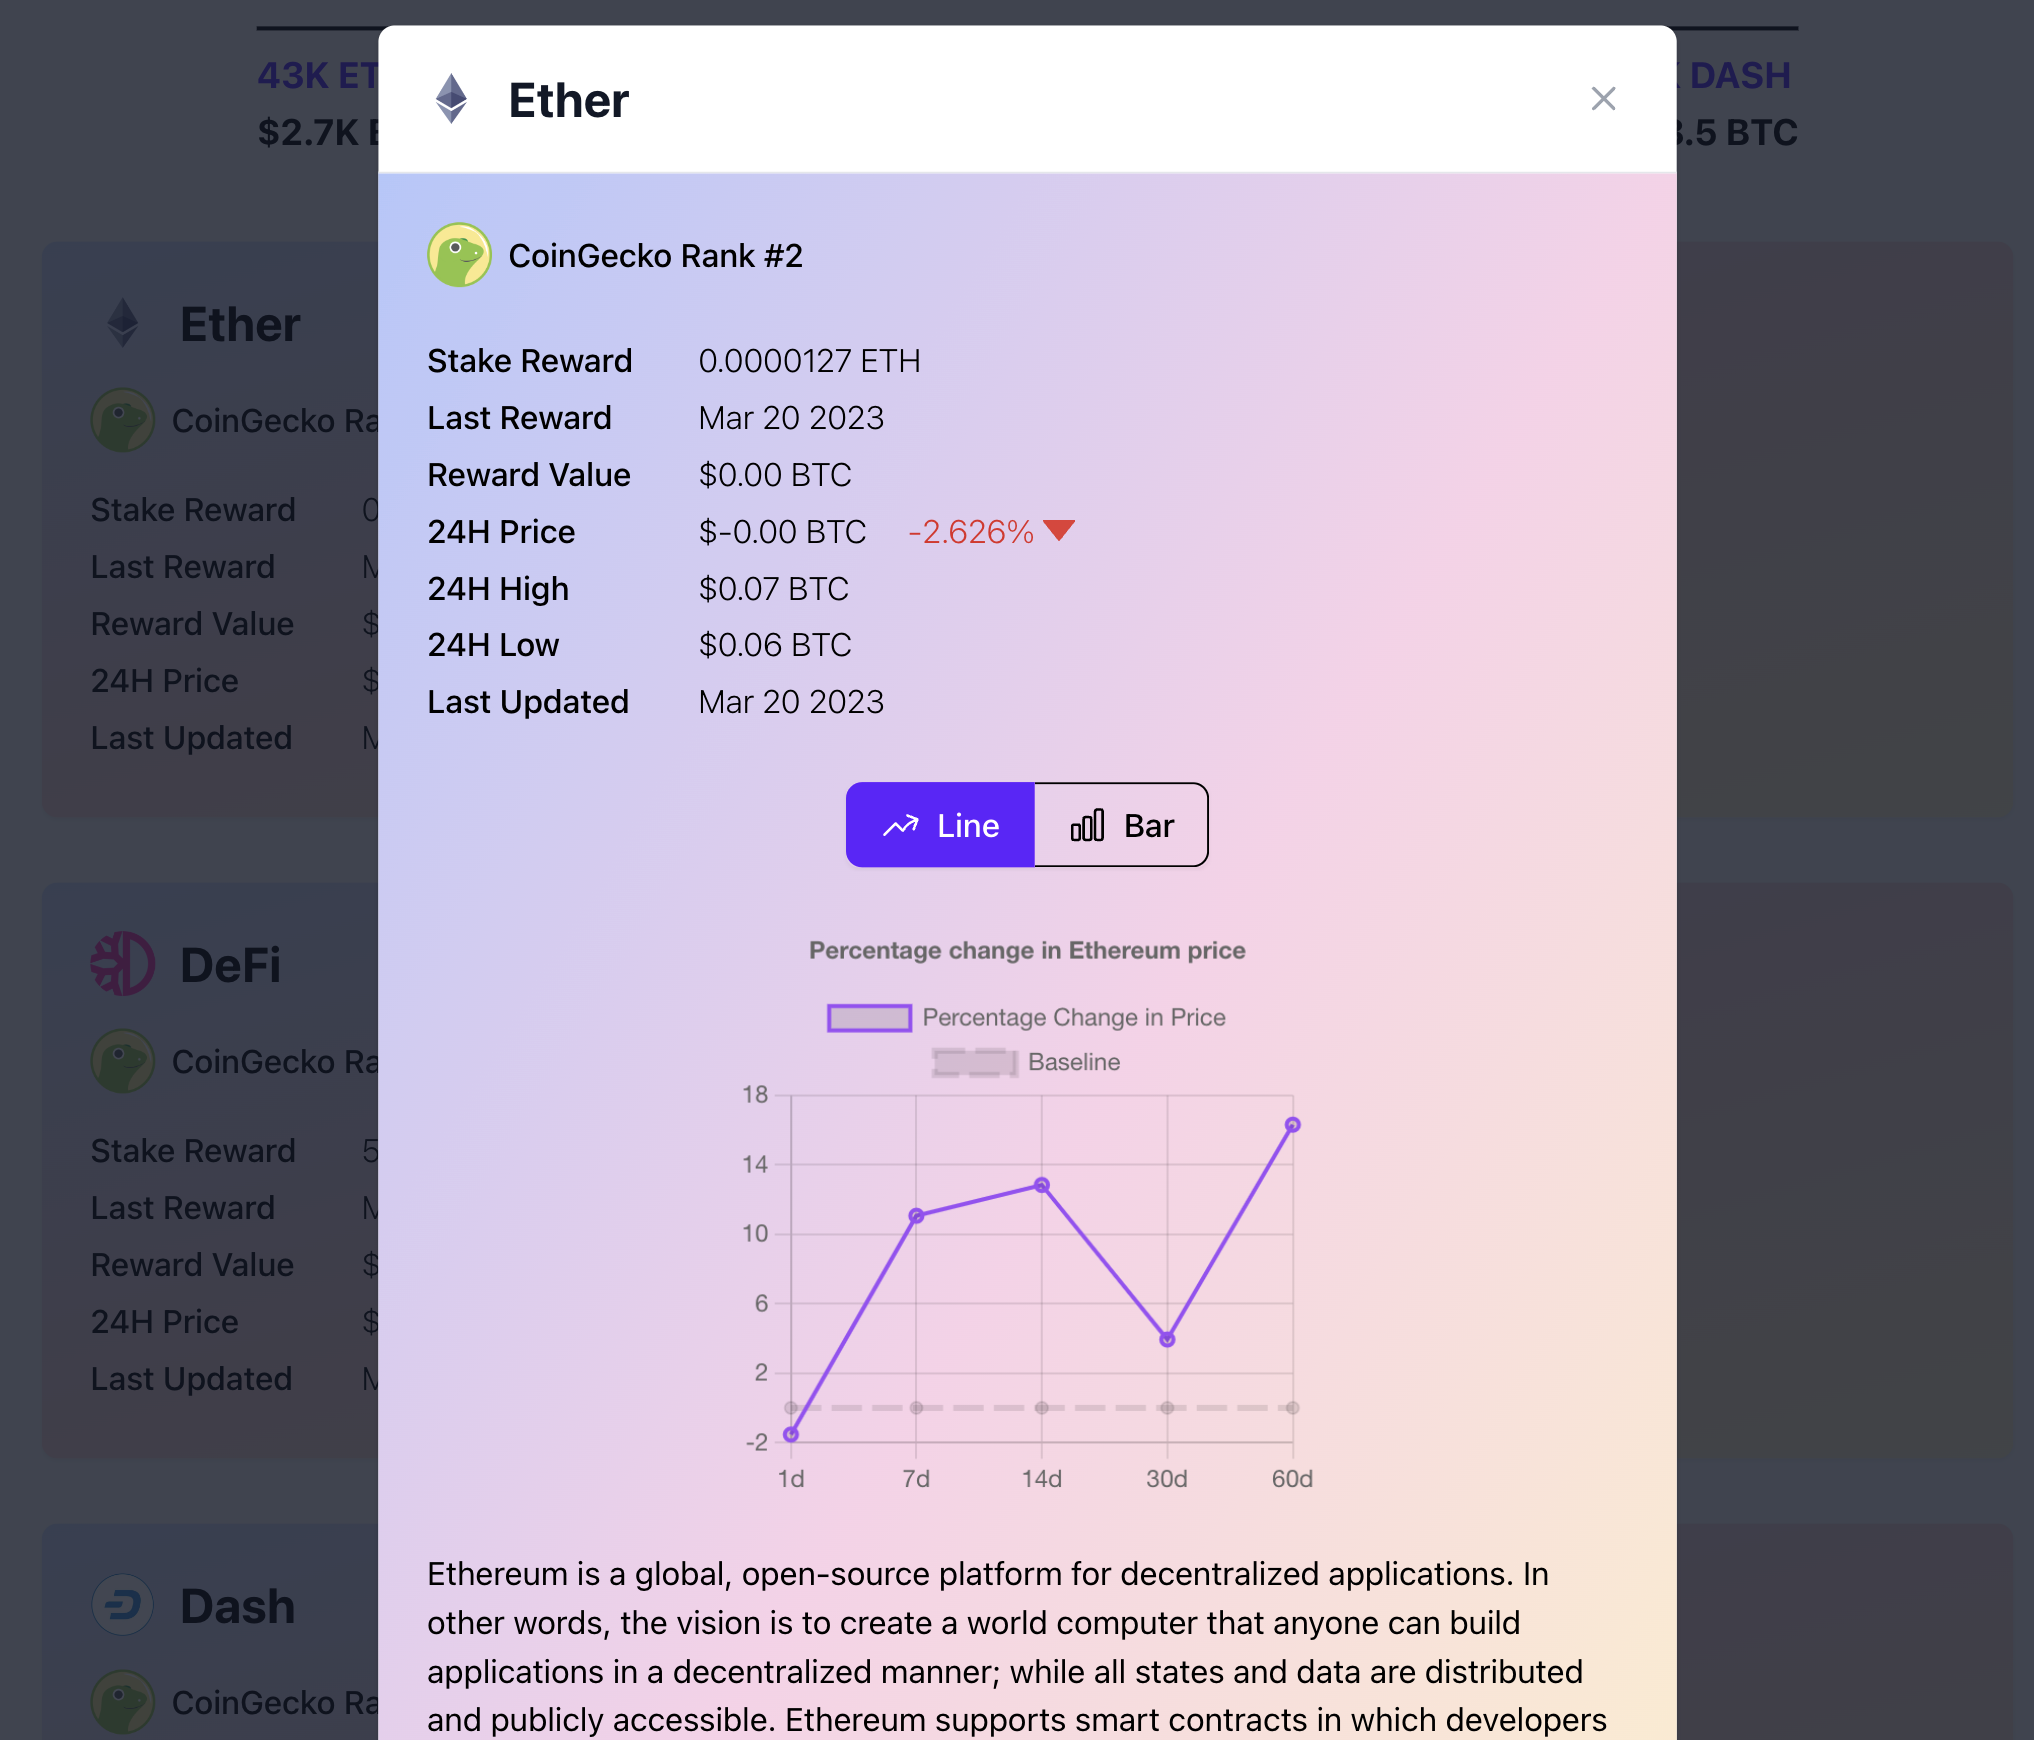 43K ET
DASH
$2.7K
.5 BTC
Ether
CoinGecko Rank #2
Stake Reward 0.0000127 ETH
Last Reward Mar 20 2023
Reward Value $0.00 BTC
24H Price $-0.00 BTC -2.626%
24H High $0.07 BTC
24H Low $0.06 BTC
Last Updated Mar 20 2023
Line Bar
Percentage change in Ethereum price
Percentage Change in Price
Baseline
18
14
10
6
2
-2
1d 7d 14d 30d 60d
Ethereum is a global, open-source platform for decentralized applications. In
other words, the vision is to create a world computer that anyone can build
applications in a decentralized manner; while all states and data are distributed
and publicly accessible. Ethereum supports smart contracts in which developers
Ether
CoinGecko Ra
Stake Reward 0
Last Reward
Reward Value $
24H Price $
Last Updated
DeFi
CoinGecko Ra
Stake Reward 5
Last Reward
Reward Value $
24H Price $
Last Updated
Dash
CoinGecko Ra